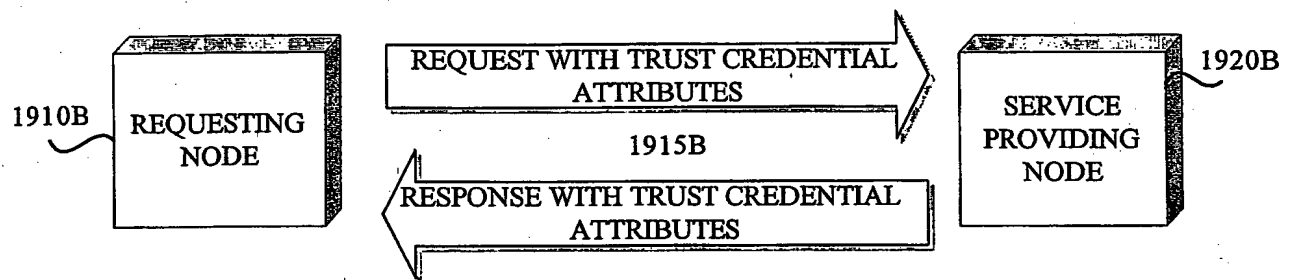 REQUEST WITH TRUST CREDENTIAL
ATTRIBUTES
1920B
1910B
REQUESTING
NODE
SERVICE
PROVIDING
NODE
1915B
RESPONSE WITH TRUST CREDENTIAL
ATTRIBUTES